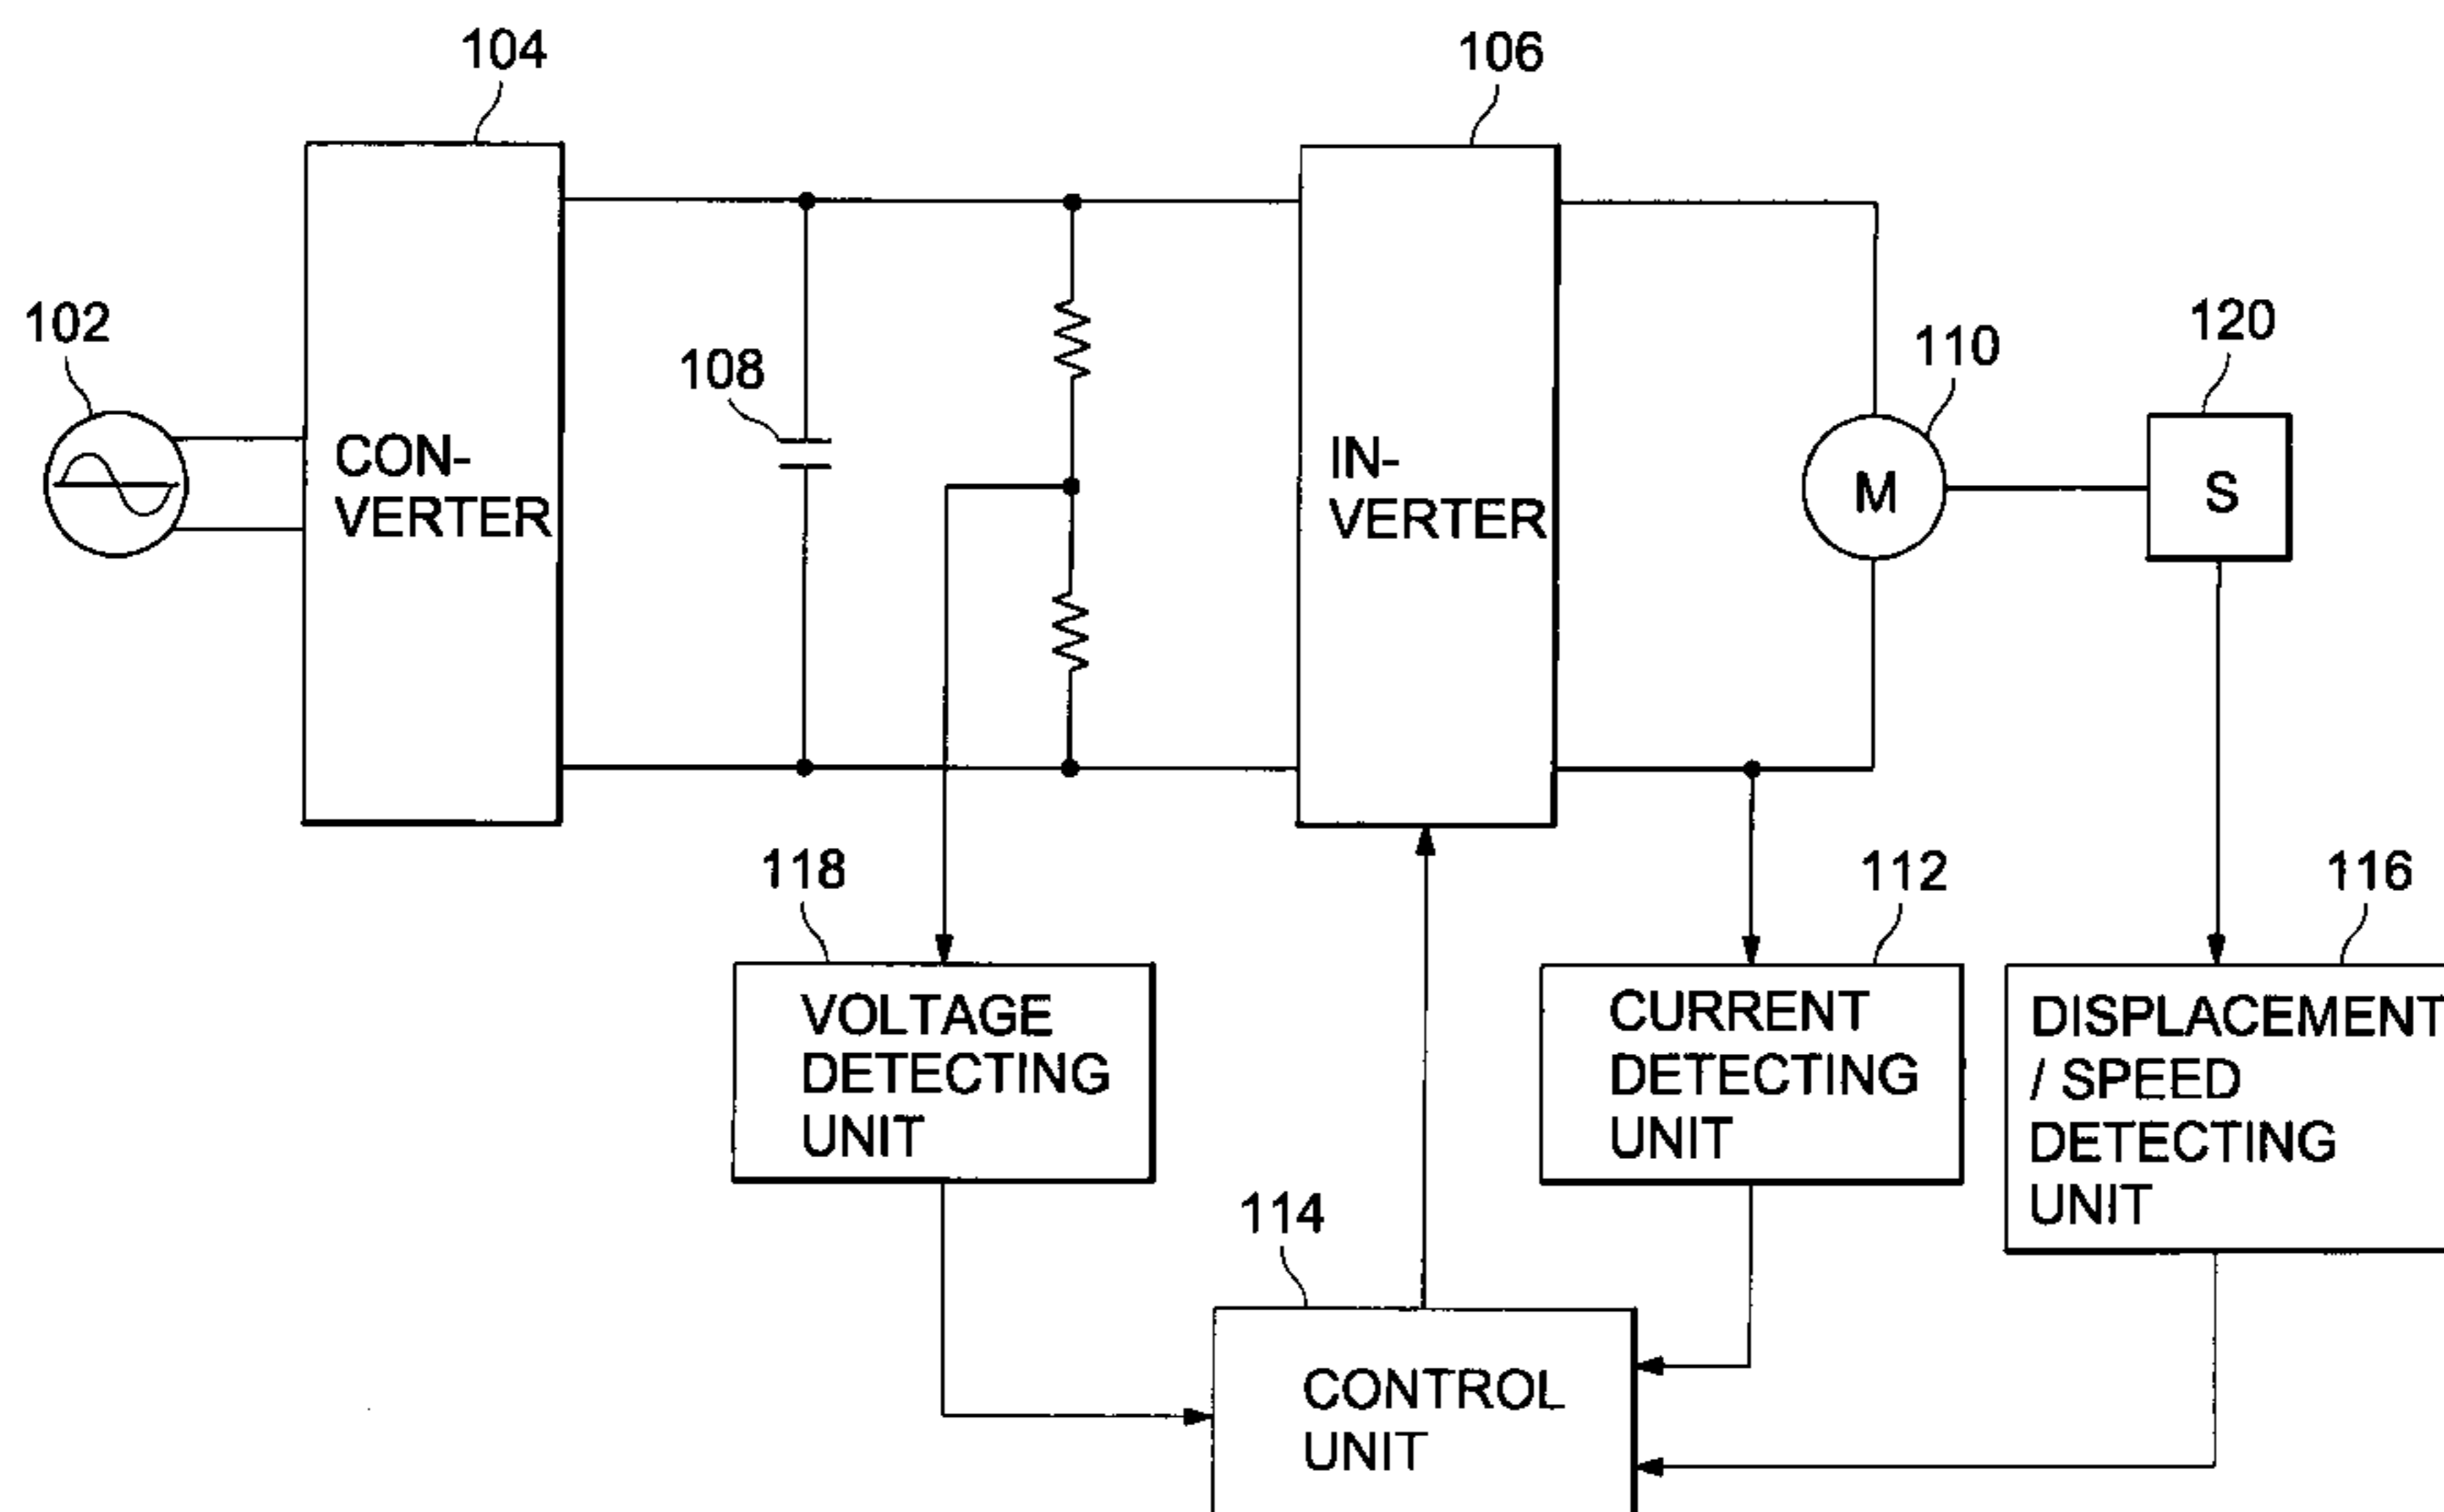 104
106
102
108
110
120
CON-
VERTER
IN-
VERTER
M
S
118
112
116
VOLTAGE
DETECTING
UNIT
CURRENT
DETECTING
UNIT
DISPLACEMENT
/ SPEED
DETECTING
UNIT
114
CONTROL
UNIT